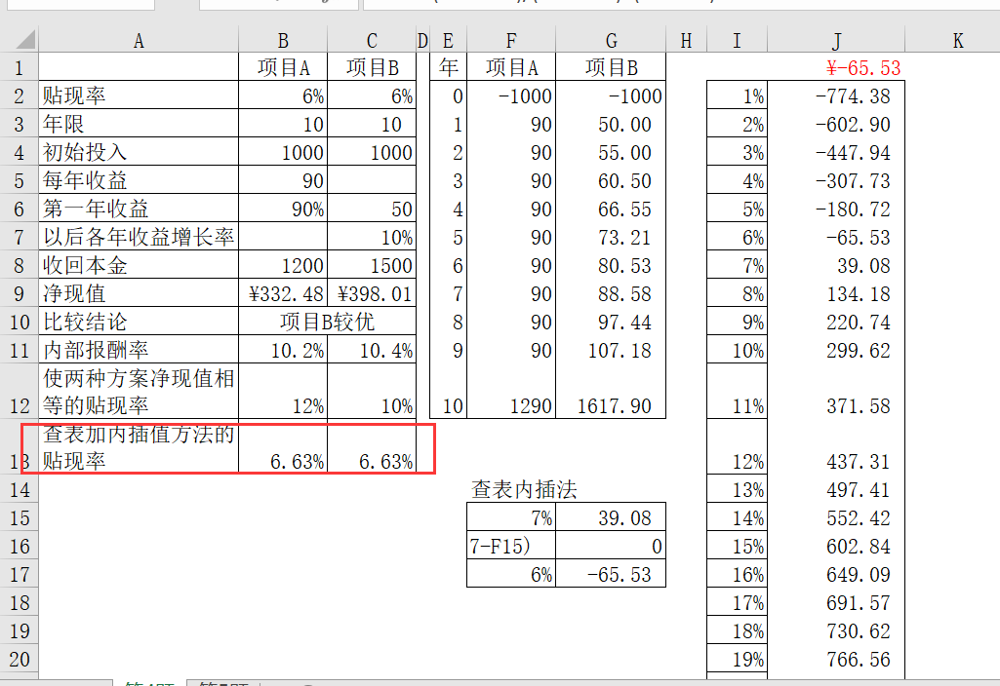 A B C D E F G H I J K
1 项目A 项目B 年 项目A 项目B ¥-65.53
2 贴现率 6% 6% 0 -1000 -1000 1% -774.38
3 年限 10 10 1 90 50.00 2% -602.90
4 初始投入 1000 1000 2 90 55.00 3% -447.94
5 每年收益 90 3 90 60.50 4% -307.73
6 第一年收益 90% 50 4 90 66.55 5% -180.72
7 以后各年收益增长率 10% 5 90 73.21 6% -65.53
8 收回本金 1200 1500 6 90 80.53 7% 39.08
9 净现值 ¥332.48 ¥398.01 7 90 88.58 8% 134.18
10 比较结论 项目B较优 8 90 97.44 9% 220.74
11 内部报酬率 10.2% 10.4% 9 90 107.18 10% 299.62
使两种方案净现值相
12 等的贴现率 12% 10% 10 1290 1617.90 11% 371.58
查表加内插值方法的
13 贴现率 6.63% 6.63% 12% 437.31
14 查表内插法 13% 497.41
15 7% 39.08 14% 552.42
16 7-F15) 0 15% 602.84
17 6% -65.53 16% 649.09
18 17% 691.57
19 18% 730.62
20 19% 766.56